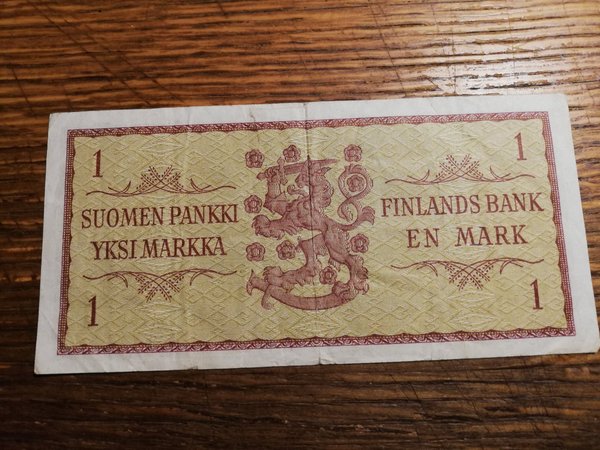 1
1
SUOMEN PANKKI
YKSI MARKKA
FINLANDS BANK
EN MARK
1
1